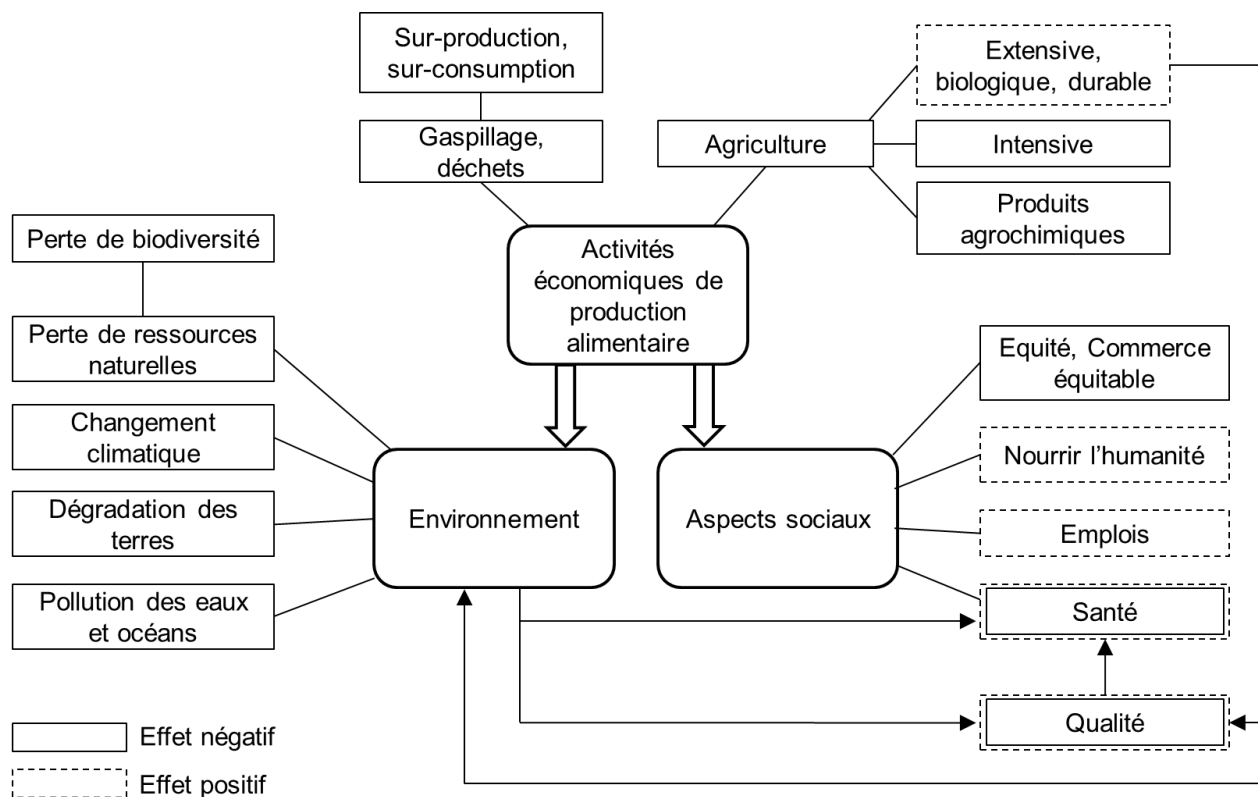 Sur-production,
sur-consumption
Gaspillage,
déchets
Extensive,
biologique, durable
Agriculture
Intensive
Produits
agrochimiques
Perte de biodiversité
Activités
économiques de
production
alimentaire
Perte de ressources
naturelles
Equité, Commerce
équitable
Changement
climatique
Nourrir l'humanité
Dégradation des
terres
Environnement
Aspects sociaux
Emplois
Pollution des eaux
et océans
Santé
Qualité
Effet négatif
Effet positif